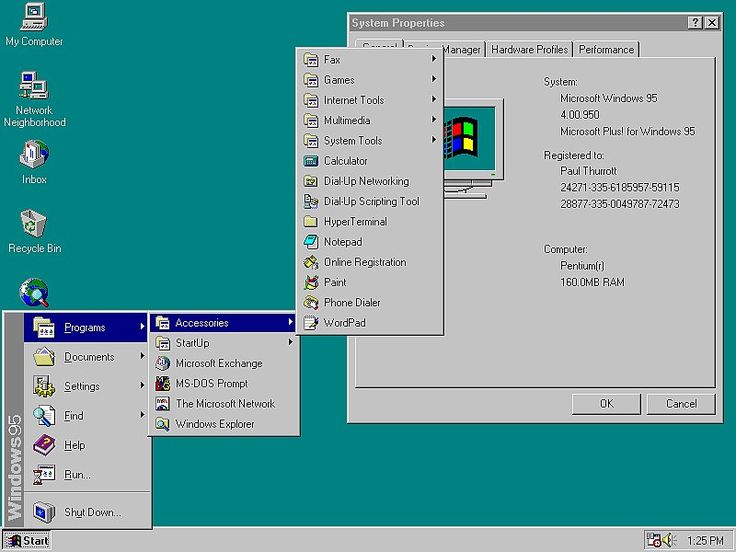 My Computer
Network
Neighborhood
Inbox
Recycle Bin
System Properties
General
Manager
Hardware Profiles
Performance
System:
Microsoft Windows 95
4.00.950
Microsoft Plus! for Windows 95
Registered to:
Paul Thurrott
24271-335-6185957-59115
28877-335-0049787-72473
Computer:
Pentium(r)
160.0MB RAM
OK
Cancel
Fax
Games
Internet Tools
Multimedia
System Tools
Calculator
Dial-Up Networking
Dial-Up Scripting Tool
HyperTerminal
Notepad
Online Registration
Paint
Phone Dialer
WordPad
Accessories
StartUp
Microsoft Exchange
MS-DOS Prompt
The Microsoft Network
Windows Explorer
Programs
Documents
Settings
Find
Help
Run...
Shut Down...
Windows95
Start
1:25 PM